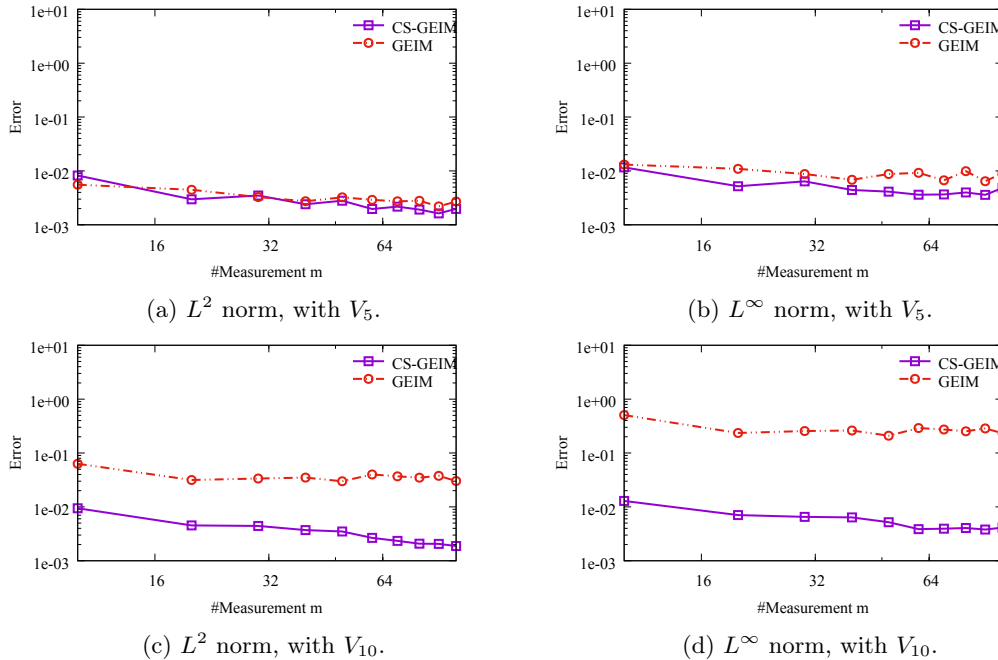 1e+01
1e+00
1e-01
1e-02
1e-03
Error
CS-GEIM
GEIM
16
32
64
#Measurement m
(a) L² norm, with V₅.
1e+01
1e+00
1e-01
1e-02
1e-03
Error
CS-GEIM
GEIM
16
32
64
#Measurement m
(b) L^∞ norm, with V₅.
1e+01
1e+00
1e-01
1e-02
1e-03
Error
CS-GEIM
GEIM
16
32
64
#Measurement m
(c) L² norm, with V₁₀.
1e+01
1e+00
1e-01
1e-02
1e-03
Error
CS-GEIM
GEIM
16
32
64
#Measurement m
(d) L^∞ norm, with V₁₀.